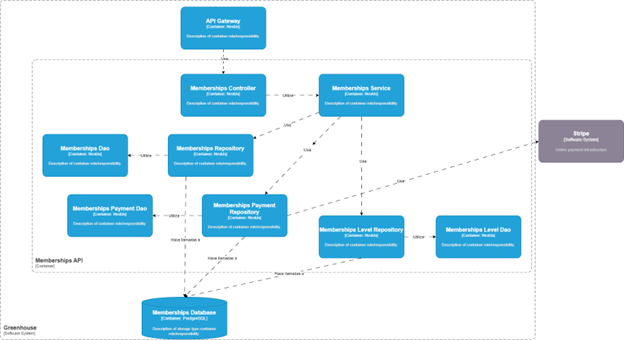 API Gateway
[Container: NestJs]
Description of container role/responsibility
Use
Memberships Controller
[Container: NestJs]
Description of container role/responsibility
Utiliza
Memberships Service
[Container: NestJs]
Description of container role/responsibility
Use
Use
Use
Memberships Dao
[Container: NestJs]
Description of container role/responsibility
Utiliza
Memberships Repository
[Container: NestJs]
Description of container role/responsibility
Stripe
[Software System]
Online payment infrastructure
Use
Memberships Payment Dao
[Container: NestJs]
Description of container role/responsibility
Utiliza
Memberships Payment
Repository
[Container: NestJs]
Description of container role/responsibility
Memberships Level Repository
[Container: NestJs]
Description of container role/responsibility
Utiliza
Memberships Level Dao
[Container: NestJs]
Description of container role/responsibility
Hace llamadas a
Hace llamadas a
Hace llamadas a
Memberships API
[Container]
Memberships Database
[Container: PostgreSQL]
Description of storage type container
role/responsibility
Greenhouse
[Software System]